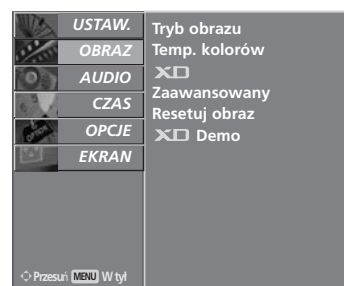 USTAW.
OBRAZ
AUDIO
CZAS
OPCJE
EKRAN
Tryb obrazu
Temp. kolorów
XD
Zaawansowany
Resetuj obraz
XD Demo
Przesuń MENU W tył